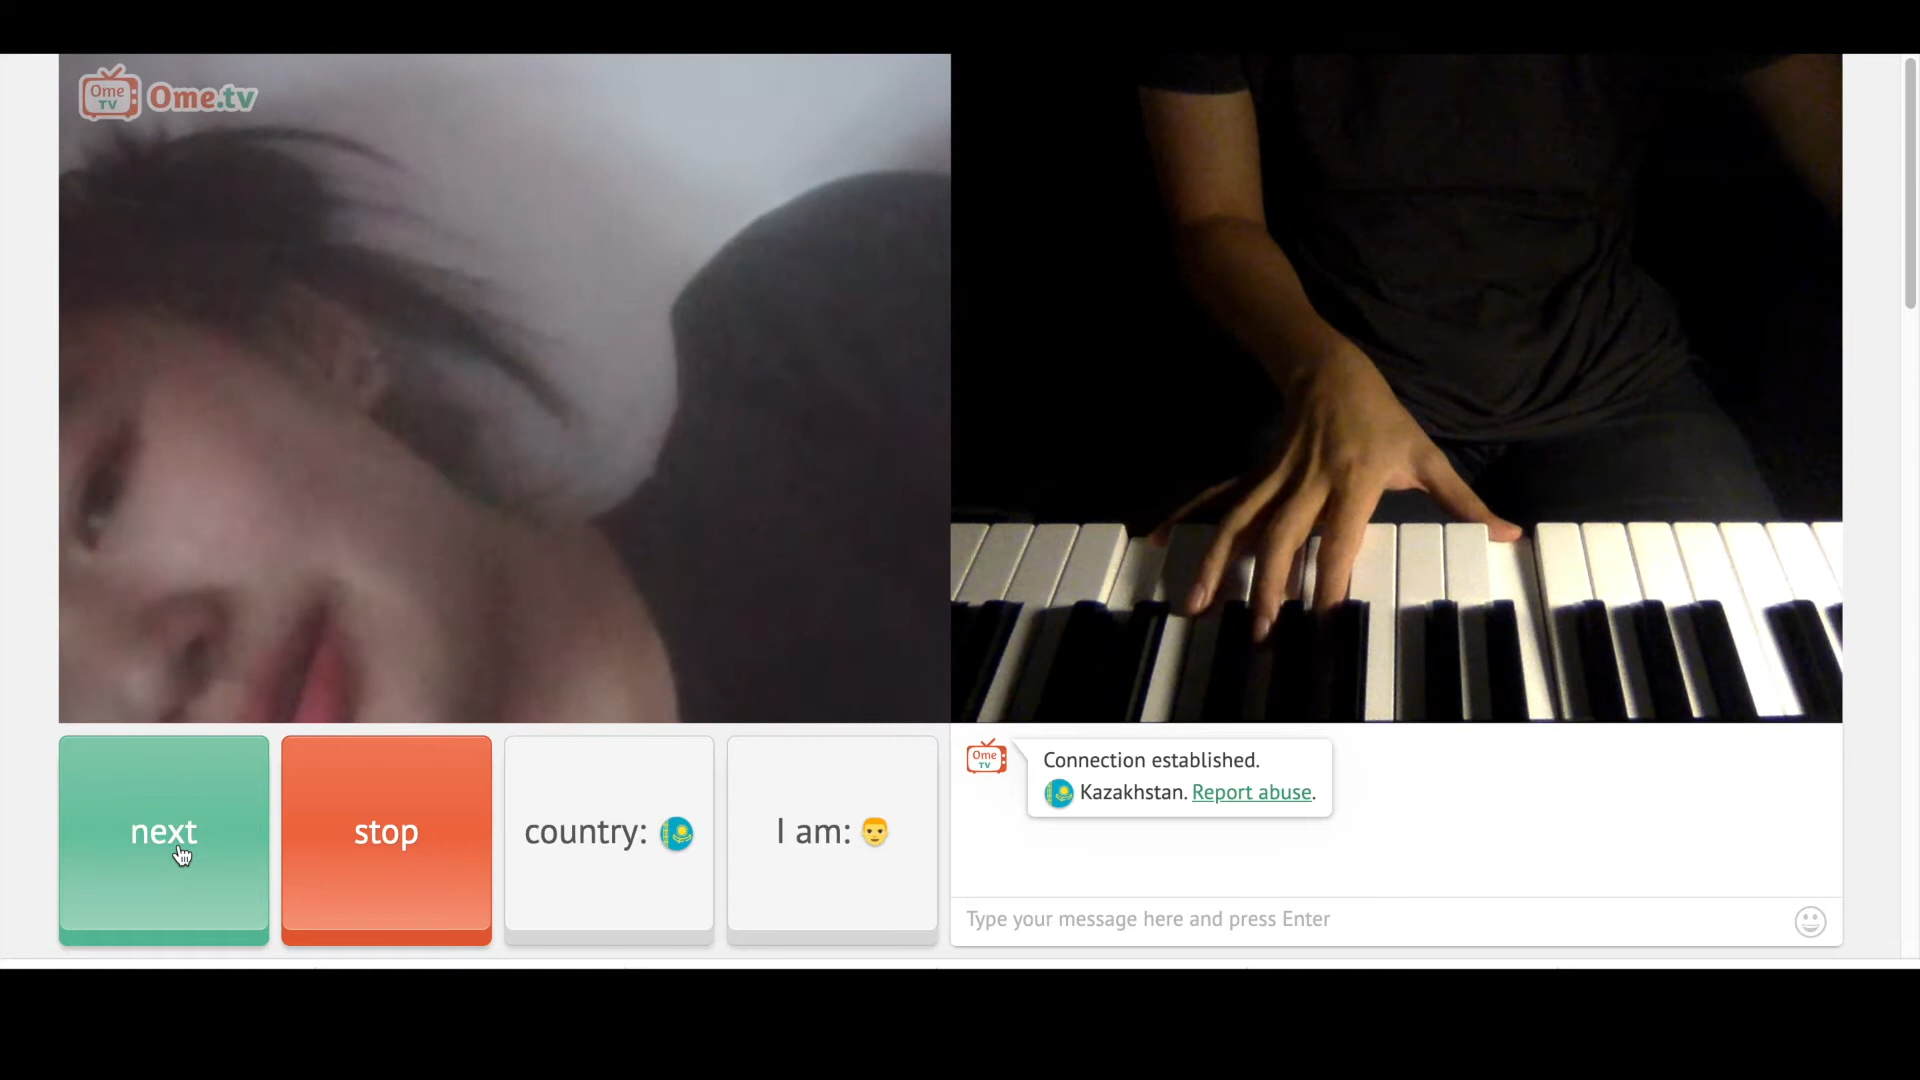 Ome
TV
Ome.tv
next
stop
country:
I am:
Ome
TV
Connection established.
Kazakhstan. Report abuse.
Type your message here and press Enter